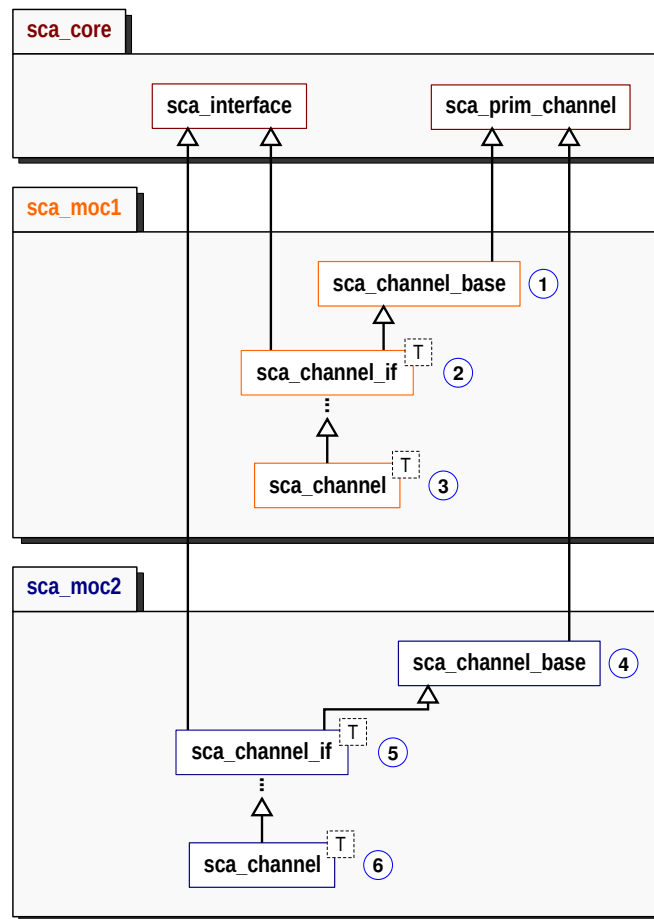 sca_core
sca_interface
sca_prim_channel
sca_moc1
sca_channel_base
1
T
sca_channel_if
2
T
sca_channel
3
sca_moc2
sca_channel_base
4
T
sca_channel_if
5
T
sca_channel
6